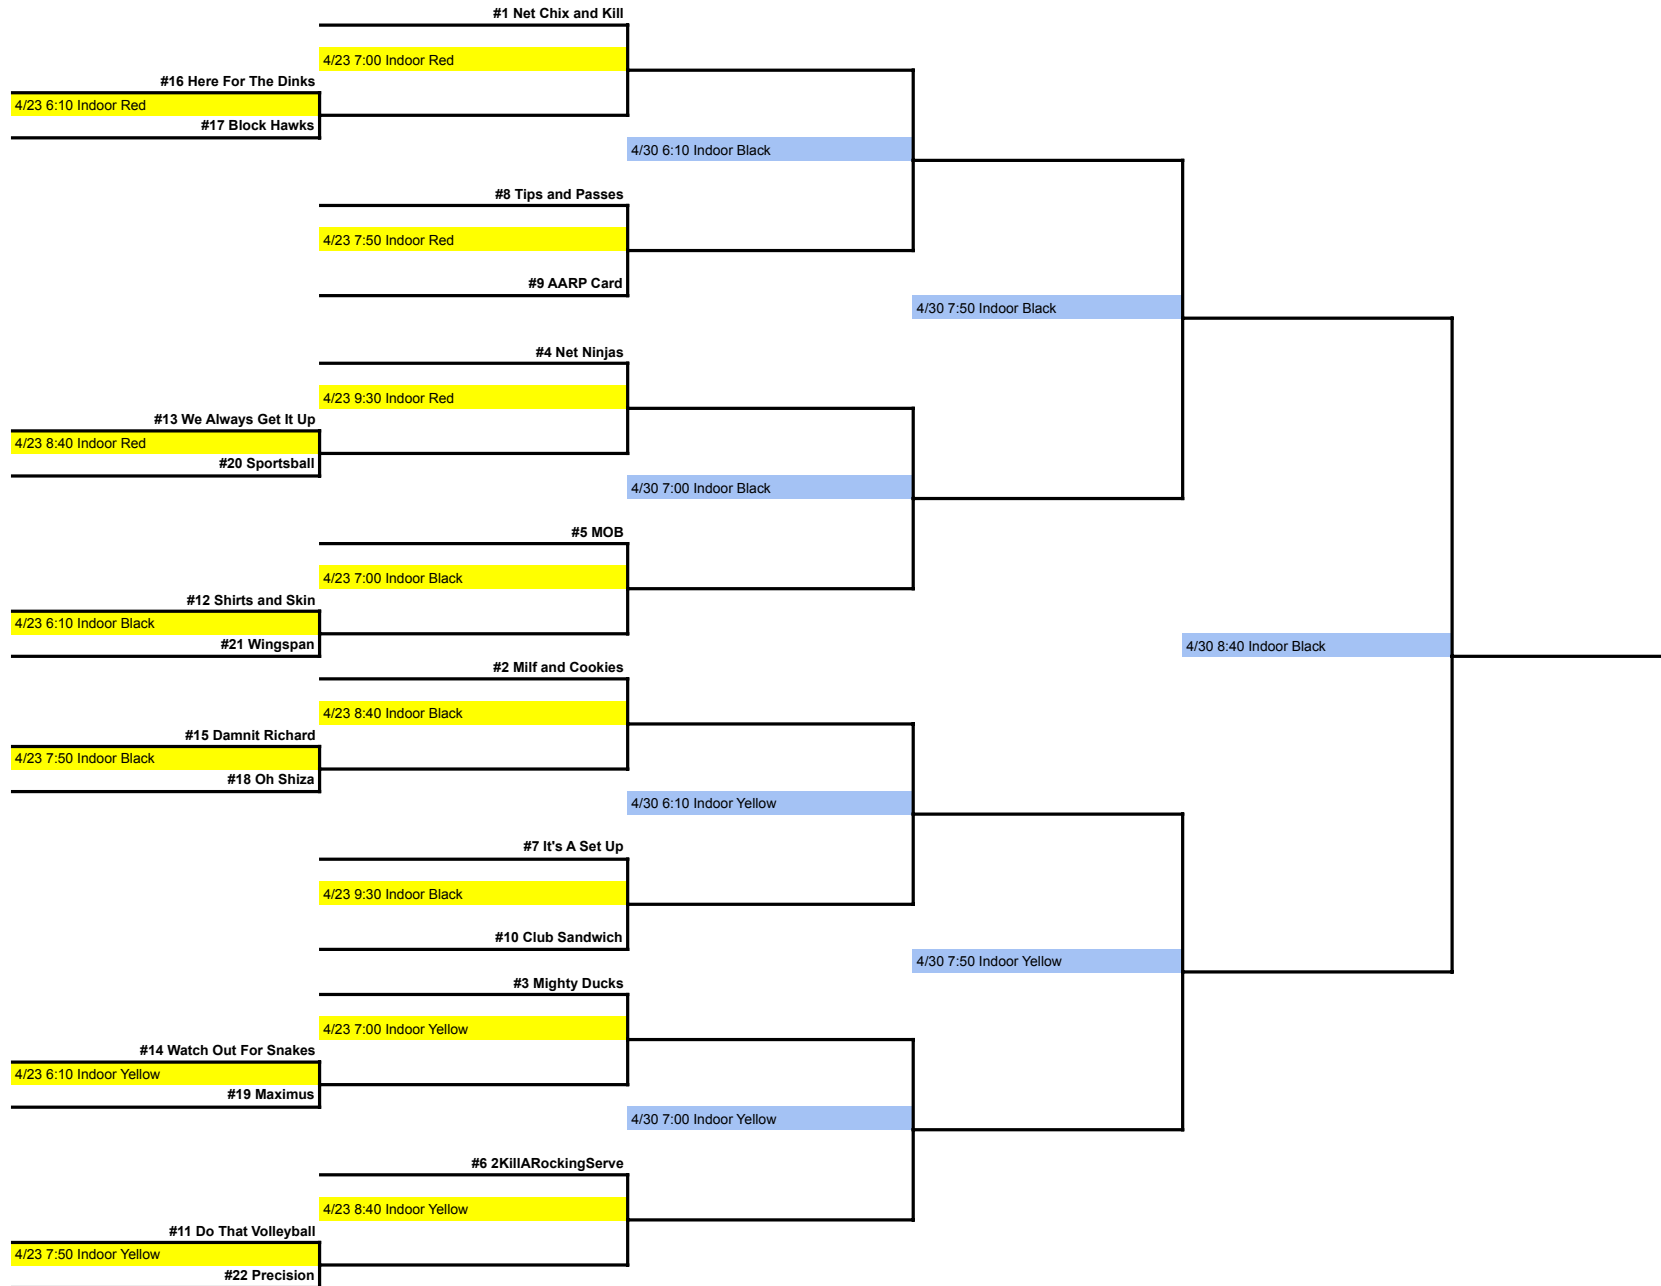 #1 Net Chix and Kill
4/23 7:00 Indoor Red
#16 Here For The Dinks
4/23 6:10 Indoor Red
#17 Block Hawks
4/30 6:10 Indoor Black
#8 Tips and Passes
4/23 7:50 Indoor Red
#9 AARP Card
4/30 7:50 Indoor Black
#4 Net Ninjas
4/23 9:30 Indoor Red
#13 We Always Get It Up
4/23 8:40 Indoor Red
#20 Sportsball
4/30 7:00 Indoor Black
#5 MOB
4/23 7:00 Indoor Black
#12 Shirts and Skin
4/23 6:10 Indoor Black
#21 Wingspan
4/30 8:40 Indoor Black
#2 Milf and Cookies
4/23 8:40 Indoor Black
#15 Damnit Richard
4/23 7:50 Indoor Black
#18 Oh Shiza
4/30 6:10 Indoor Yellow
#7 It's A Set Up
4/23 9:30 Indoor Black
#10 Club Sandwich
4/30 7:50 Indoor Yellow
#3 Mighty Ducks
4/23 7:00 Indoor Yellow
#14 Watch Out For Snakes
4/23 6:10 Indoor Yellow
#19 Maximus
4/30 7:00 Indoor Yellow
#6 2KillARockingServe
4/23 8:40 Indoor Yellow
#11 Do That Volleyball
4/23 7:50 Indoor Yellow
#22 Precision